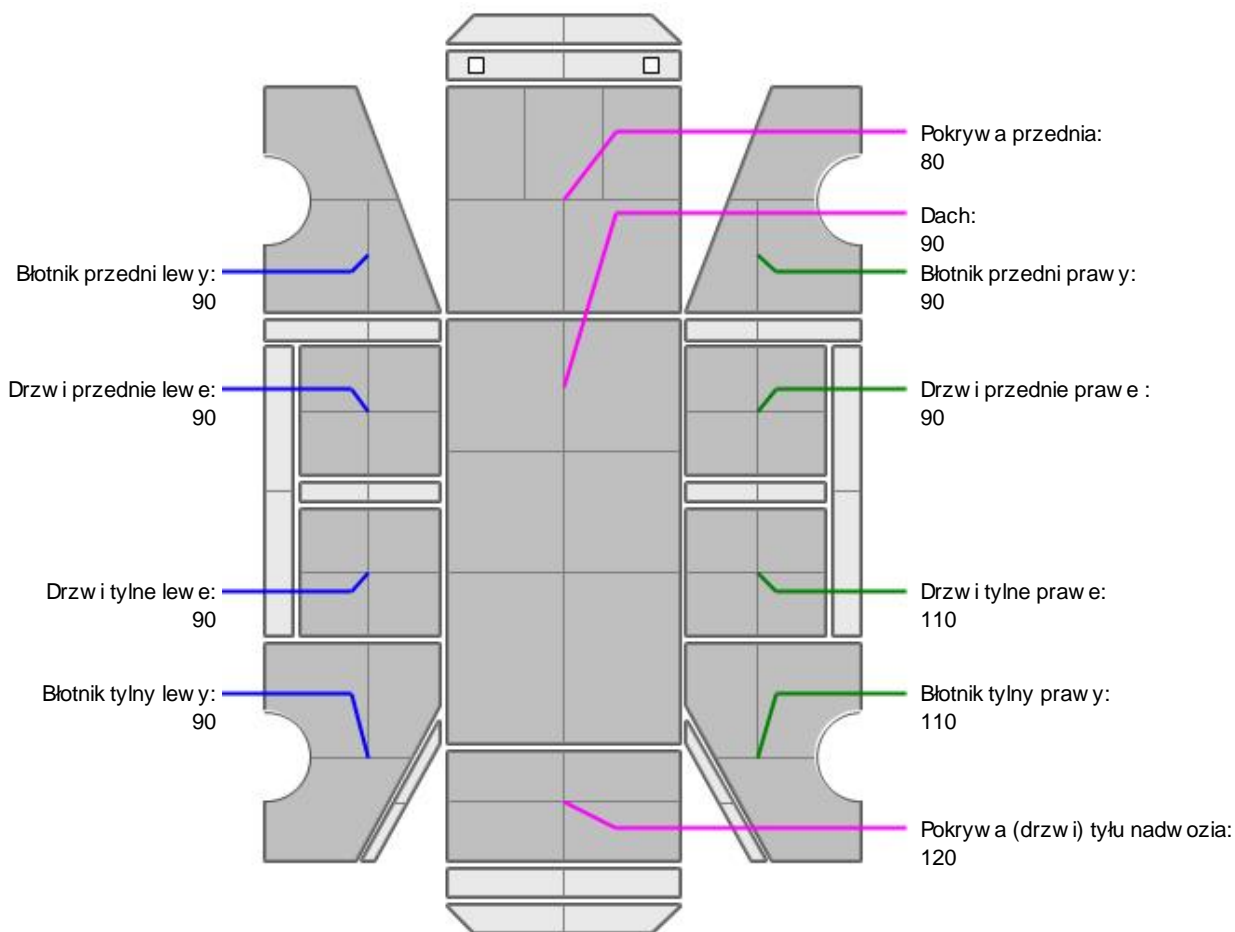 Pokrywa przednia:
80
Dach:
90
Błotnik przedni lewy:
90
Błotnik przedni prawy:
90
Drzwi przednie lewe:
90
Drzwi przednie prawe :
90
Drzwi tylne lewe:
90
Drzwi tylne prawe:
110
Błotnik tylny lewy:
90
Błotnik tylny prawy:
110
Pokrywa (drzwi) tyłu nadwozia:
120